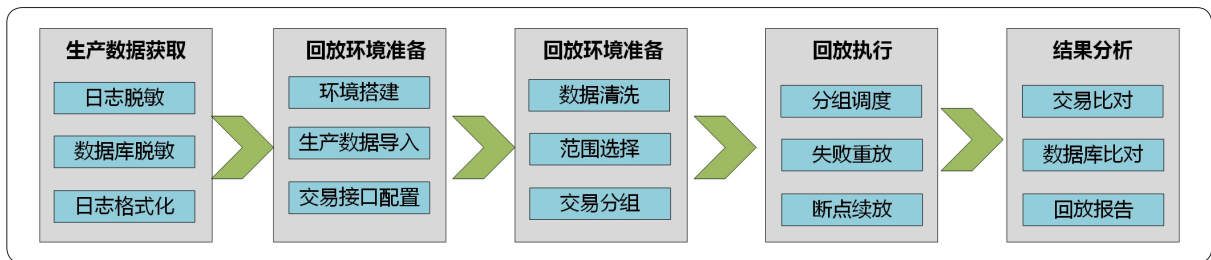 生产数据获取
日志脱敏
数据库脱敏
日志格式化
回放环境准备
环境搭建
生产数据导入
交易接口配置
回放环境准备
数据清洗
范围选择
交易分组
回放执行
分组调度
失败重放
断点续放
结果分析
交易比对
数据库比对
回放报告